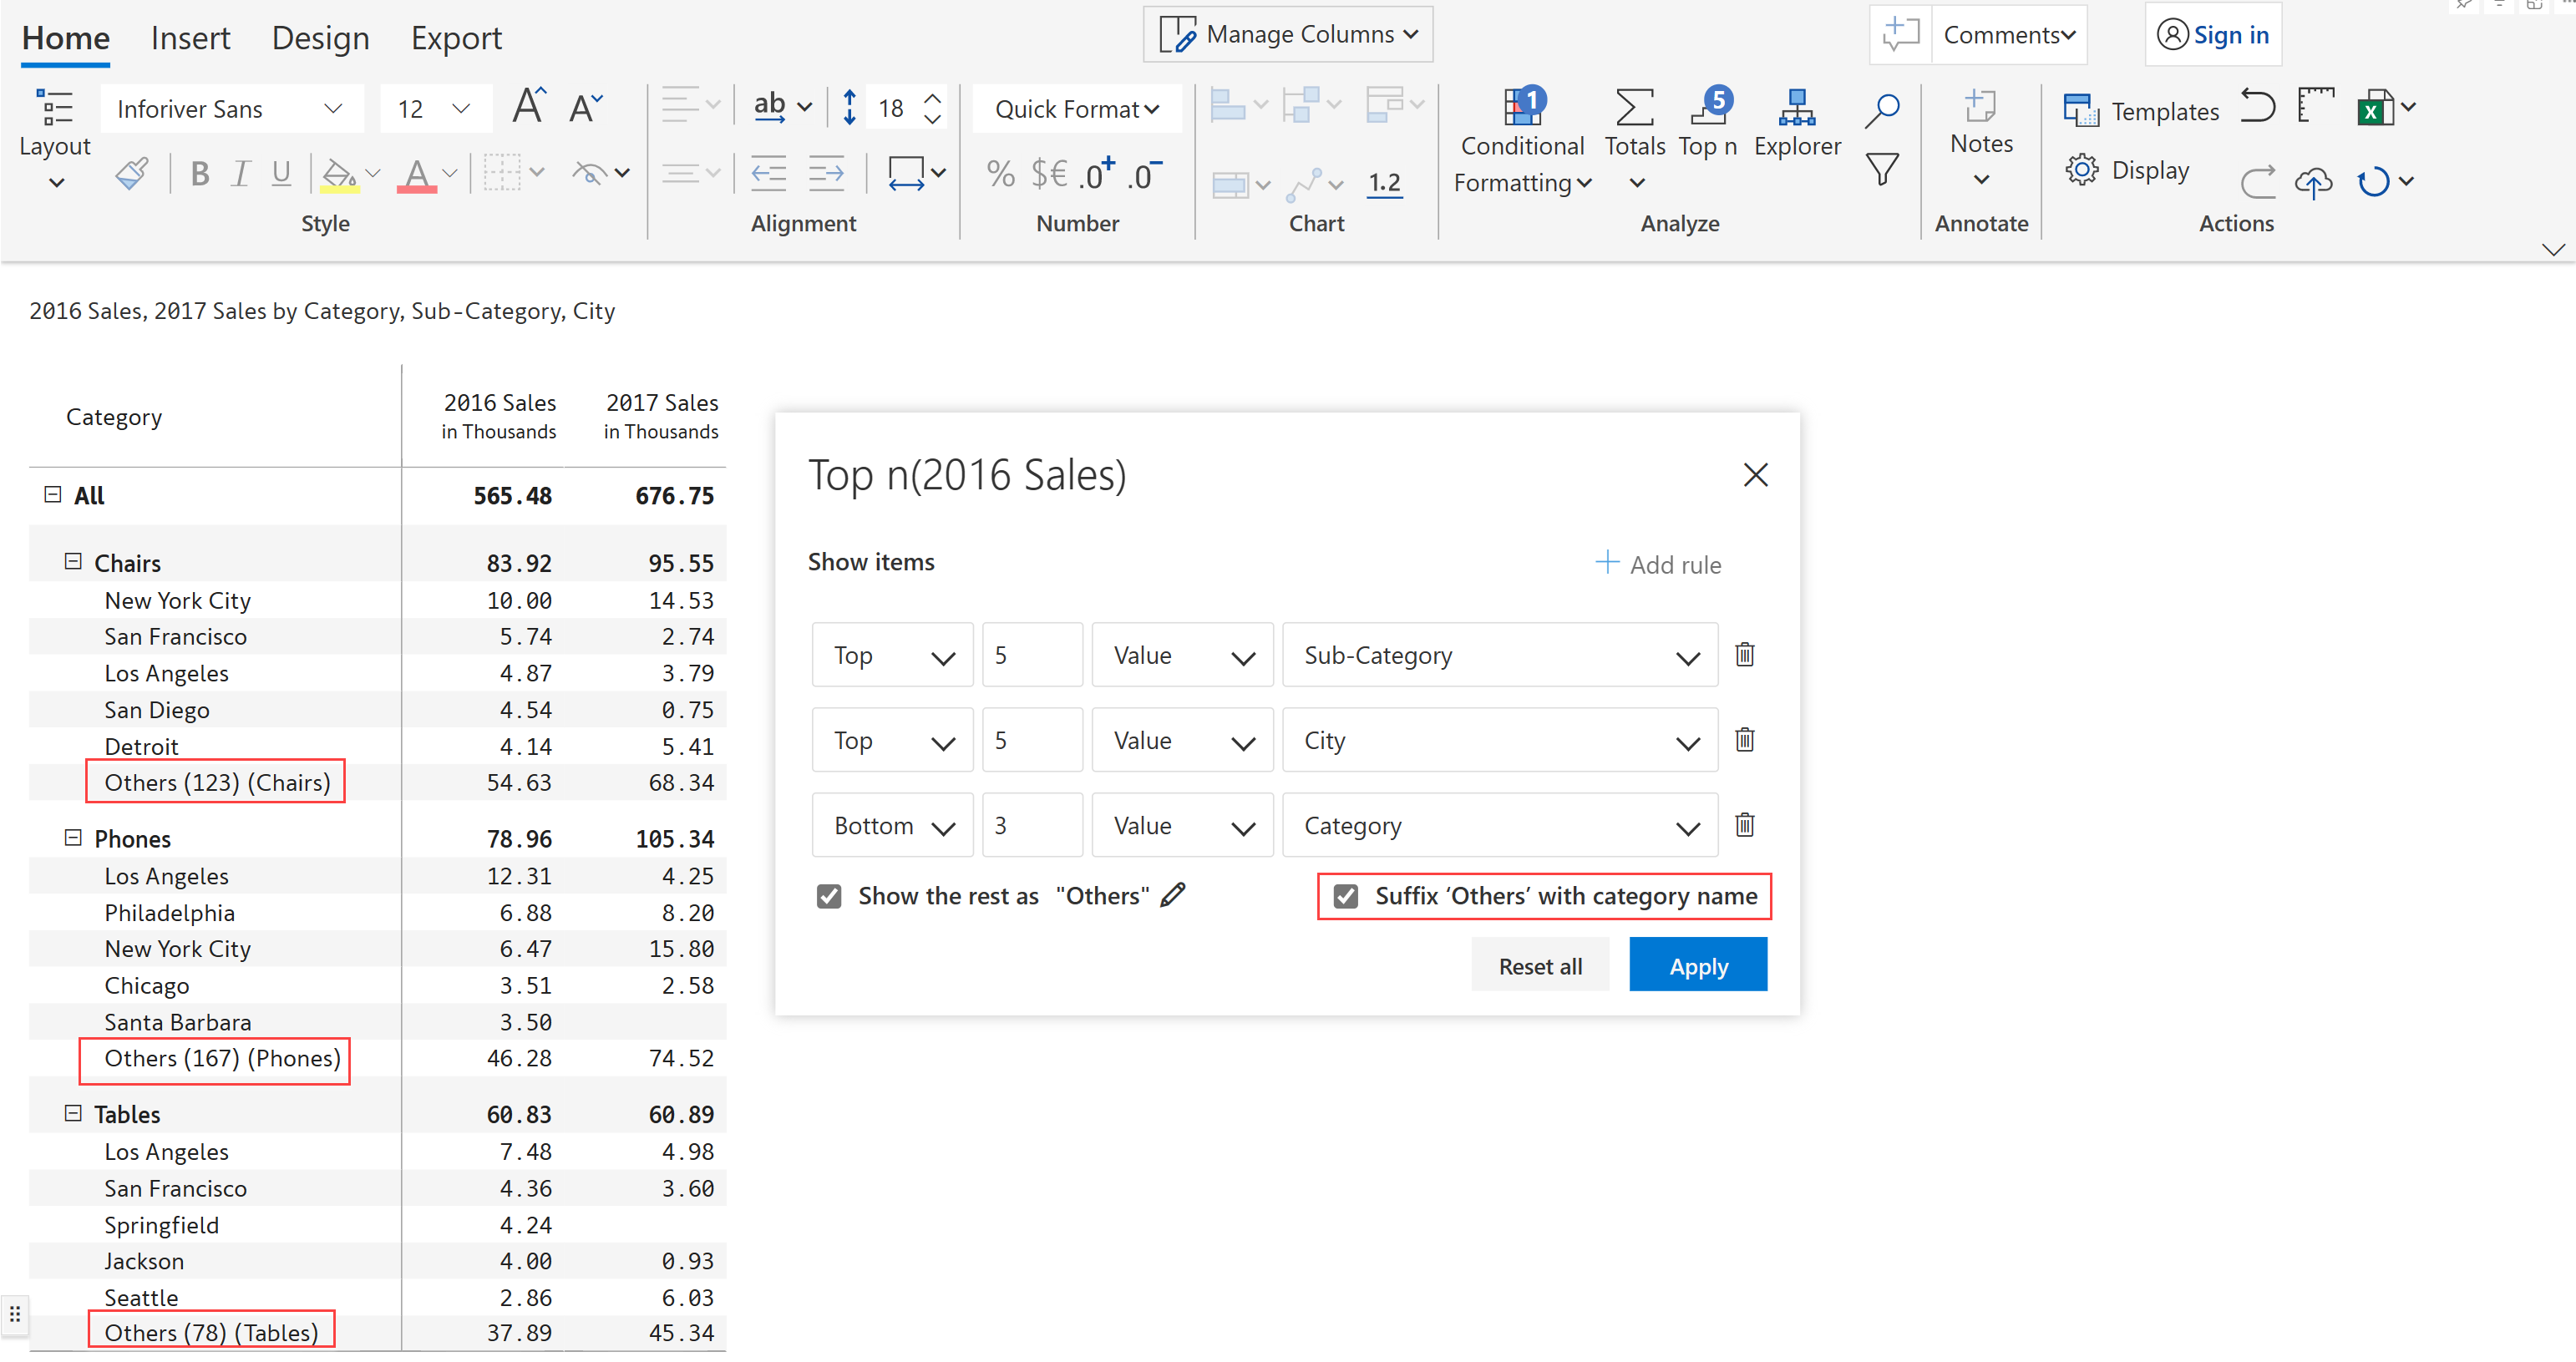 Home Insert Design Export Manage Columns Comments Sign in
Layout Inforiver Sans 12 A A ab 18 Quick Format Conditional Formatting 1 Totals Top n 5 Explorer Notes Templates
B I U A % $€ .0+ .0- 1.2 Display
Style Alignment Number Chart Analyze Annotate Actions
2016 Sales, 2017 Sales by Category, Sub-Category, City
Category 2016 Sales in Thousands 2017 Sales in Thousands
All 565.48 676.75
Chairs 83.92 95.55
New York City 10.00 14.53
San Francisco 5.74 2.74
Los Angeles 4.87 3.79
San Diego 4.54 0.75
Detroit 4.14 5.41
Others (123) (Chairs) 54.63 68.34
Phones 78.96 105.34
Los Angeles 12.31 4.25
Philadelphia 6.88 8.20
New York City 6.47 15.80
Chicago 3.51 2.58
Santa Barbara 3.50
Others (167) (Phones) 46.28 74.52
Tables 60.83 60.89
Los Angeles 7.48 4.98
San Francisco 4.36 3.60
Springfield 4.24
Jackson 4.00 0.93
Seattle 2.86 6.03
Others (78) (Tables) 37.89 45.34
Top n(2016 Sales)
Show items Add rule
Top 5 Value Sub-Category
Top 5 Value City
Bottom 3 Value Category
Show the rest as "Others" Suffix ‘Others’ with category name
Reset all Apply